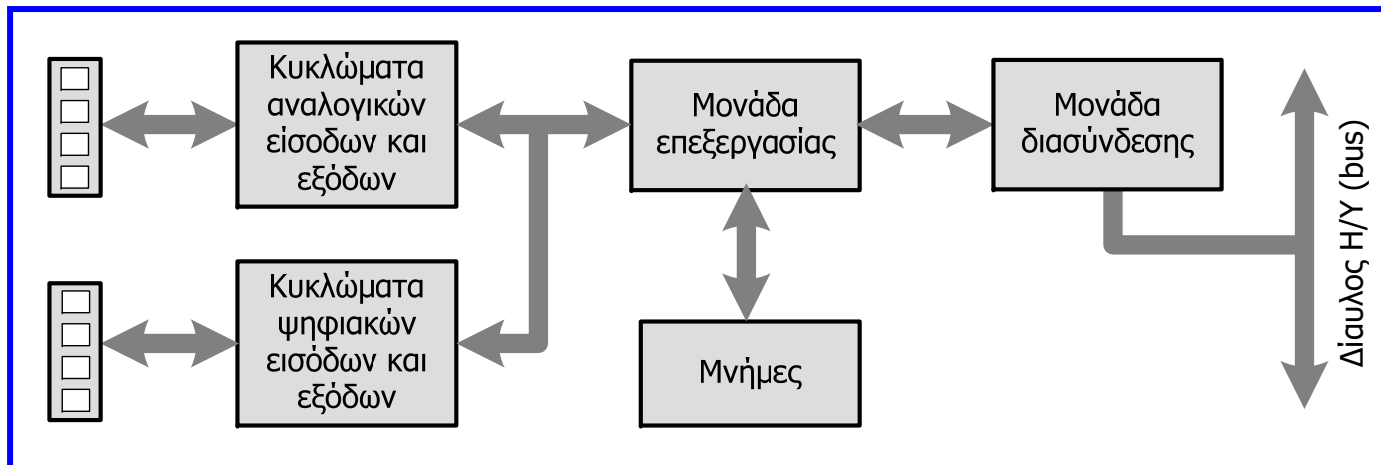 Κυκλώματα
αναλογικών
είσοδων και
εξόδων
Μονάδα
επεξεργασίας
Μονάδα
διασύνδεσης
Δίαυλος Η/Υ (bus)
Κυκλώματα
ψηφιακών
εισόδων και
εξόδων
Μνήμες